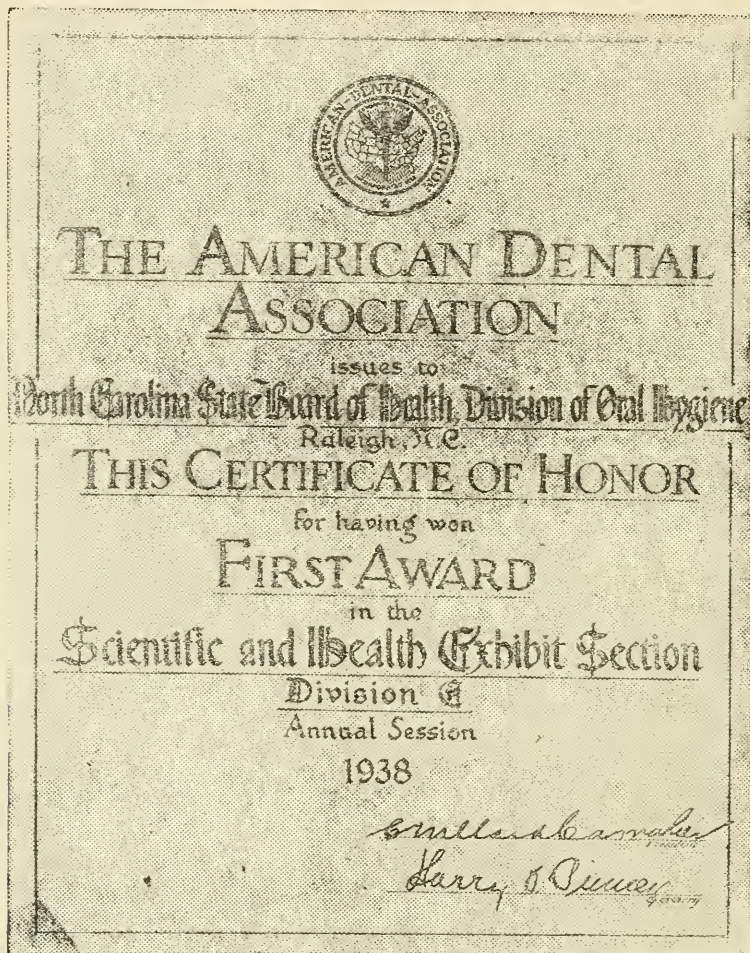 AMERICAN-DENTAL-ASSOCIATION
THE AMERICAN DENTAL
ASSOCIATION
issues to
North Carolina State Board of Health, Division of Oral Hygiene
Raleigh, N.C.
THIS CERTIFICATE OF HONOR
for having won
FIRST AWARD
in the
Scientific and Health Exhibit Section
Division
Annual Session
1938
Harry B